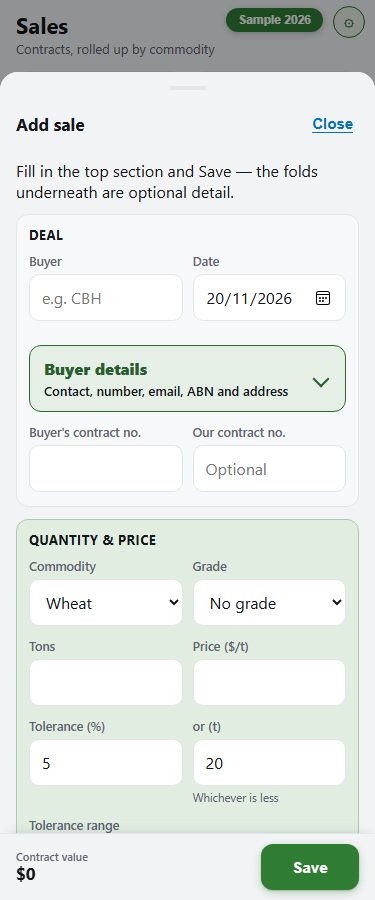 Sales
Sample 2026
Contracts, rolled up by commodity
Add sale
Close
Fill in the top section and Save — the folds
underneath are optional detail.
DEAL
Buyer
Date
e.g. CBH
20/11/2026
Buyer details
Contact, number, email, ABN and address
Buyer's contract no.
Our contract no.
Optional
QUANTITY & PRICE
Commodity
Grade
Wheat
No grade
Tons
Price ($/t)
Tolerance (%)
or (t)
5
20
Whichever is less
Tolerance range
Contract value
$0
Save